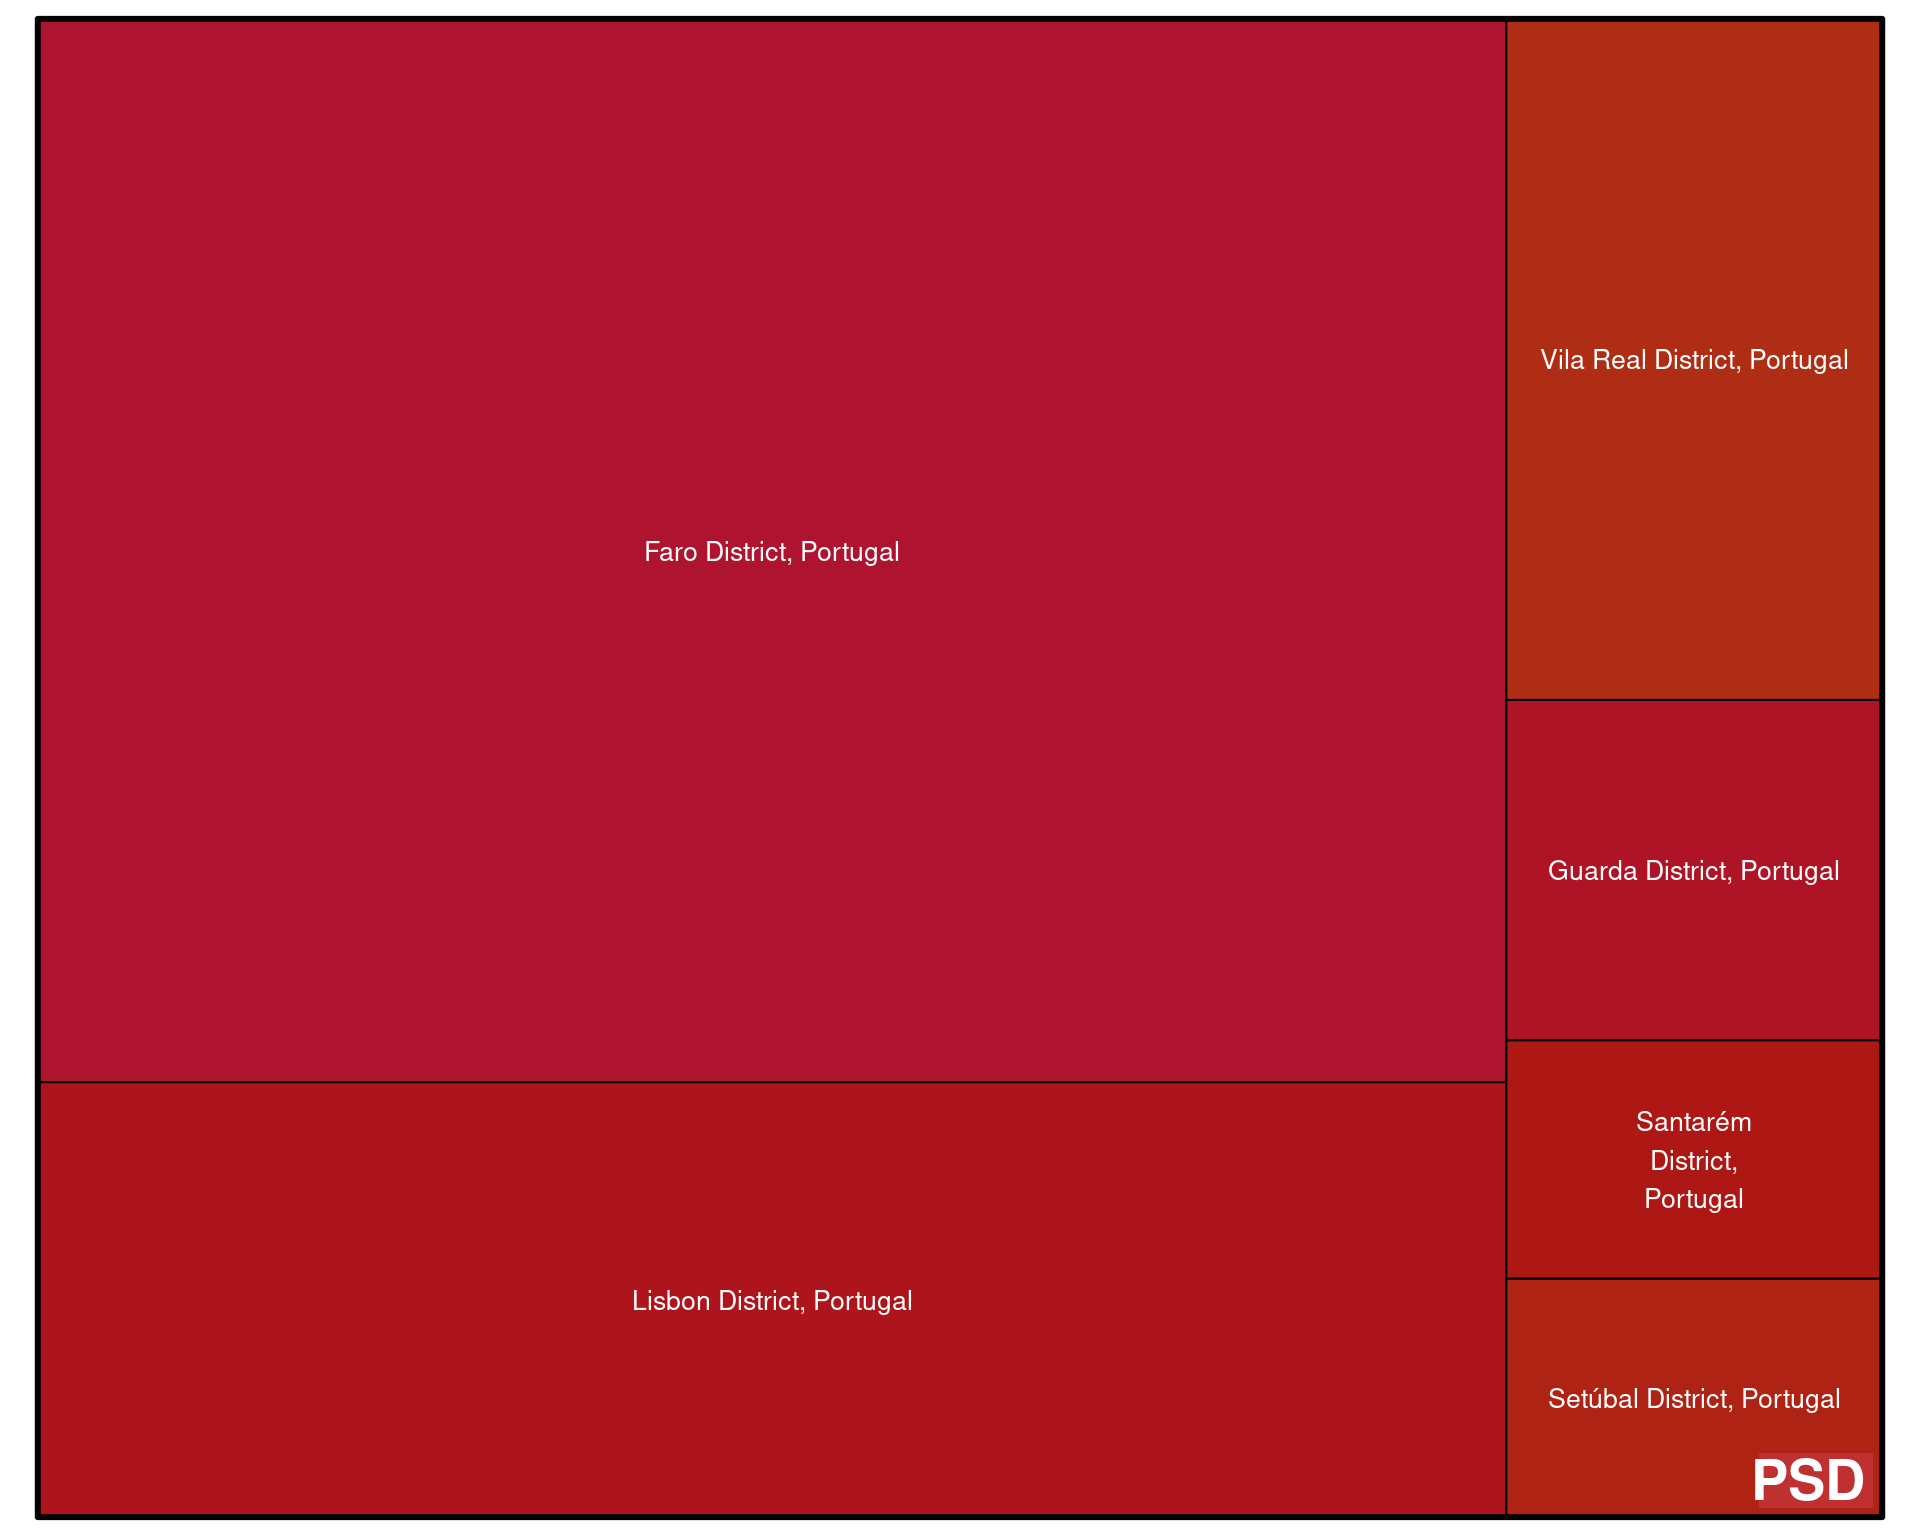 Faro District, Portugal
Lisbon District, Portugal
Vila Real District, Portugal
Guarda District, Portugal
Santarém
District,
Portugal
Setúbal District, Portugal
PSD